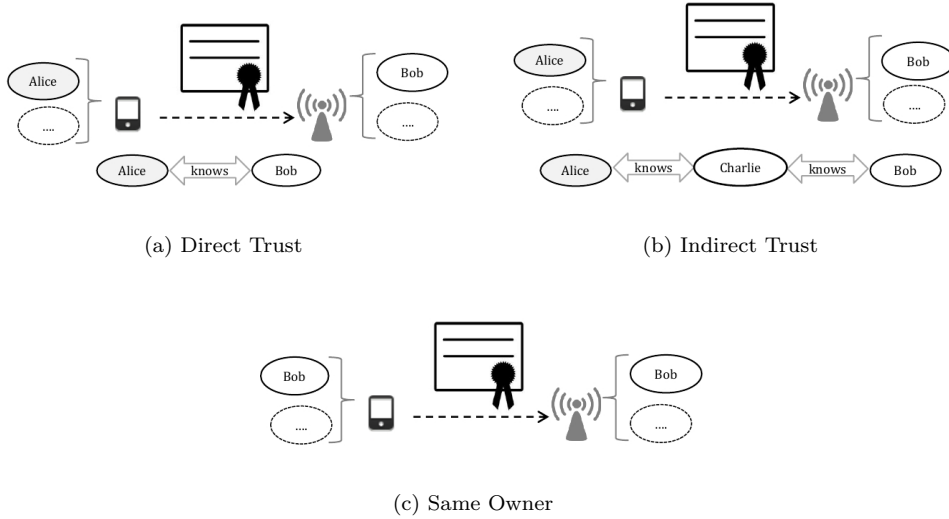 Alice
....
Bob
....
Alice knows Bob
(a) Direct Trust
Alice
....
Bob
....
Alice knows Charlie knows Bob
(b) Indirect Trust
Bob
....
Bob
....
(c) Same Owner